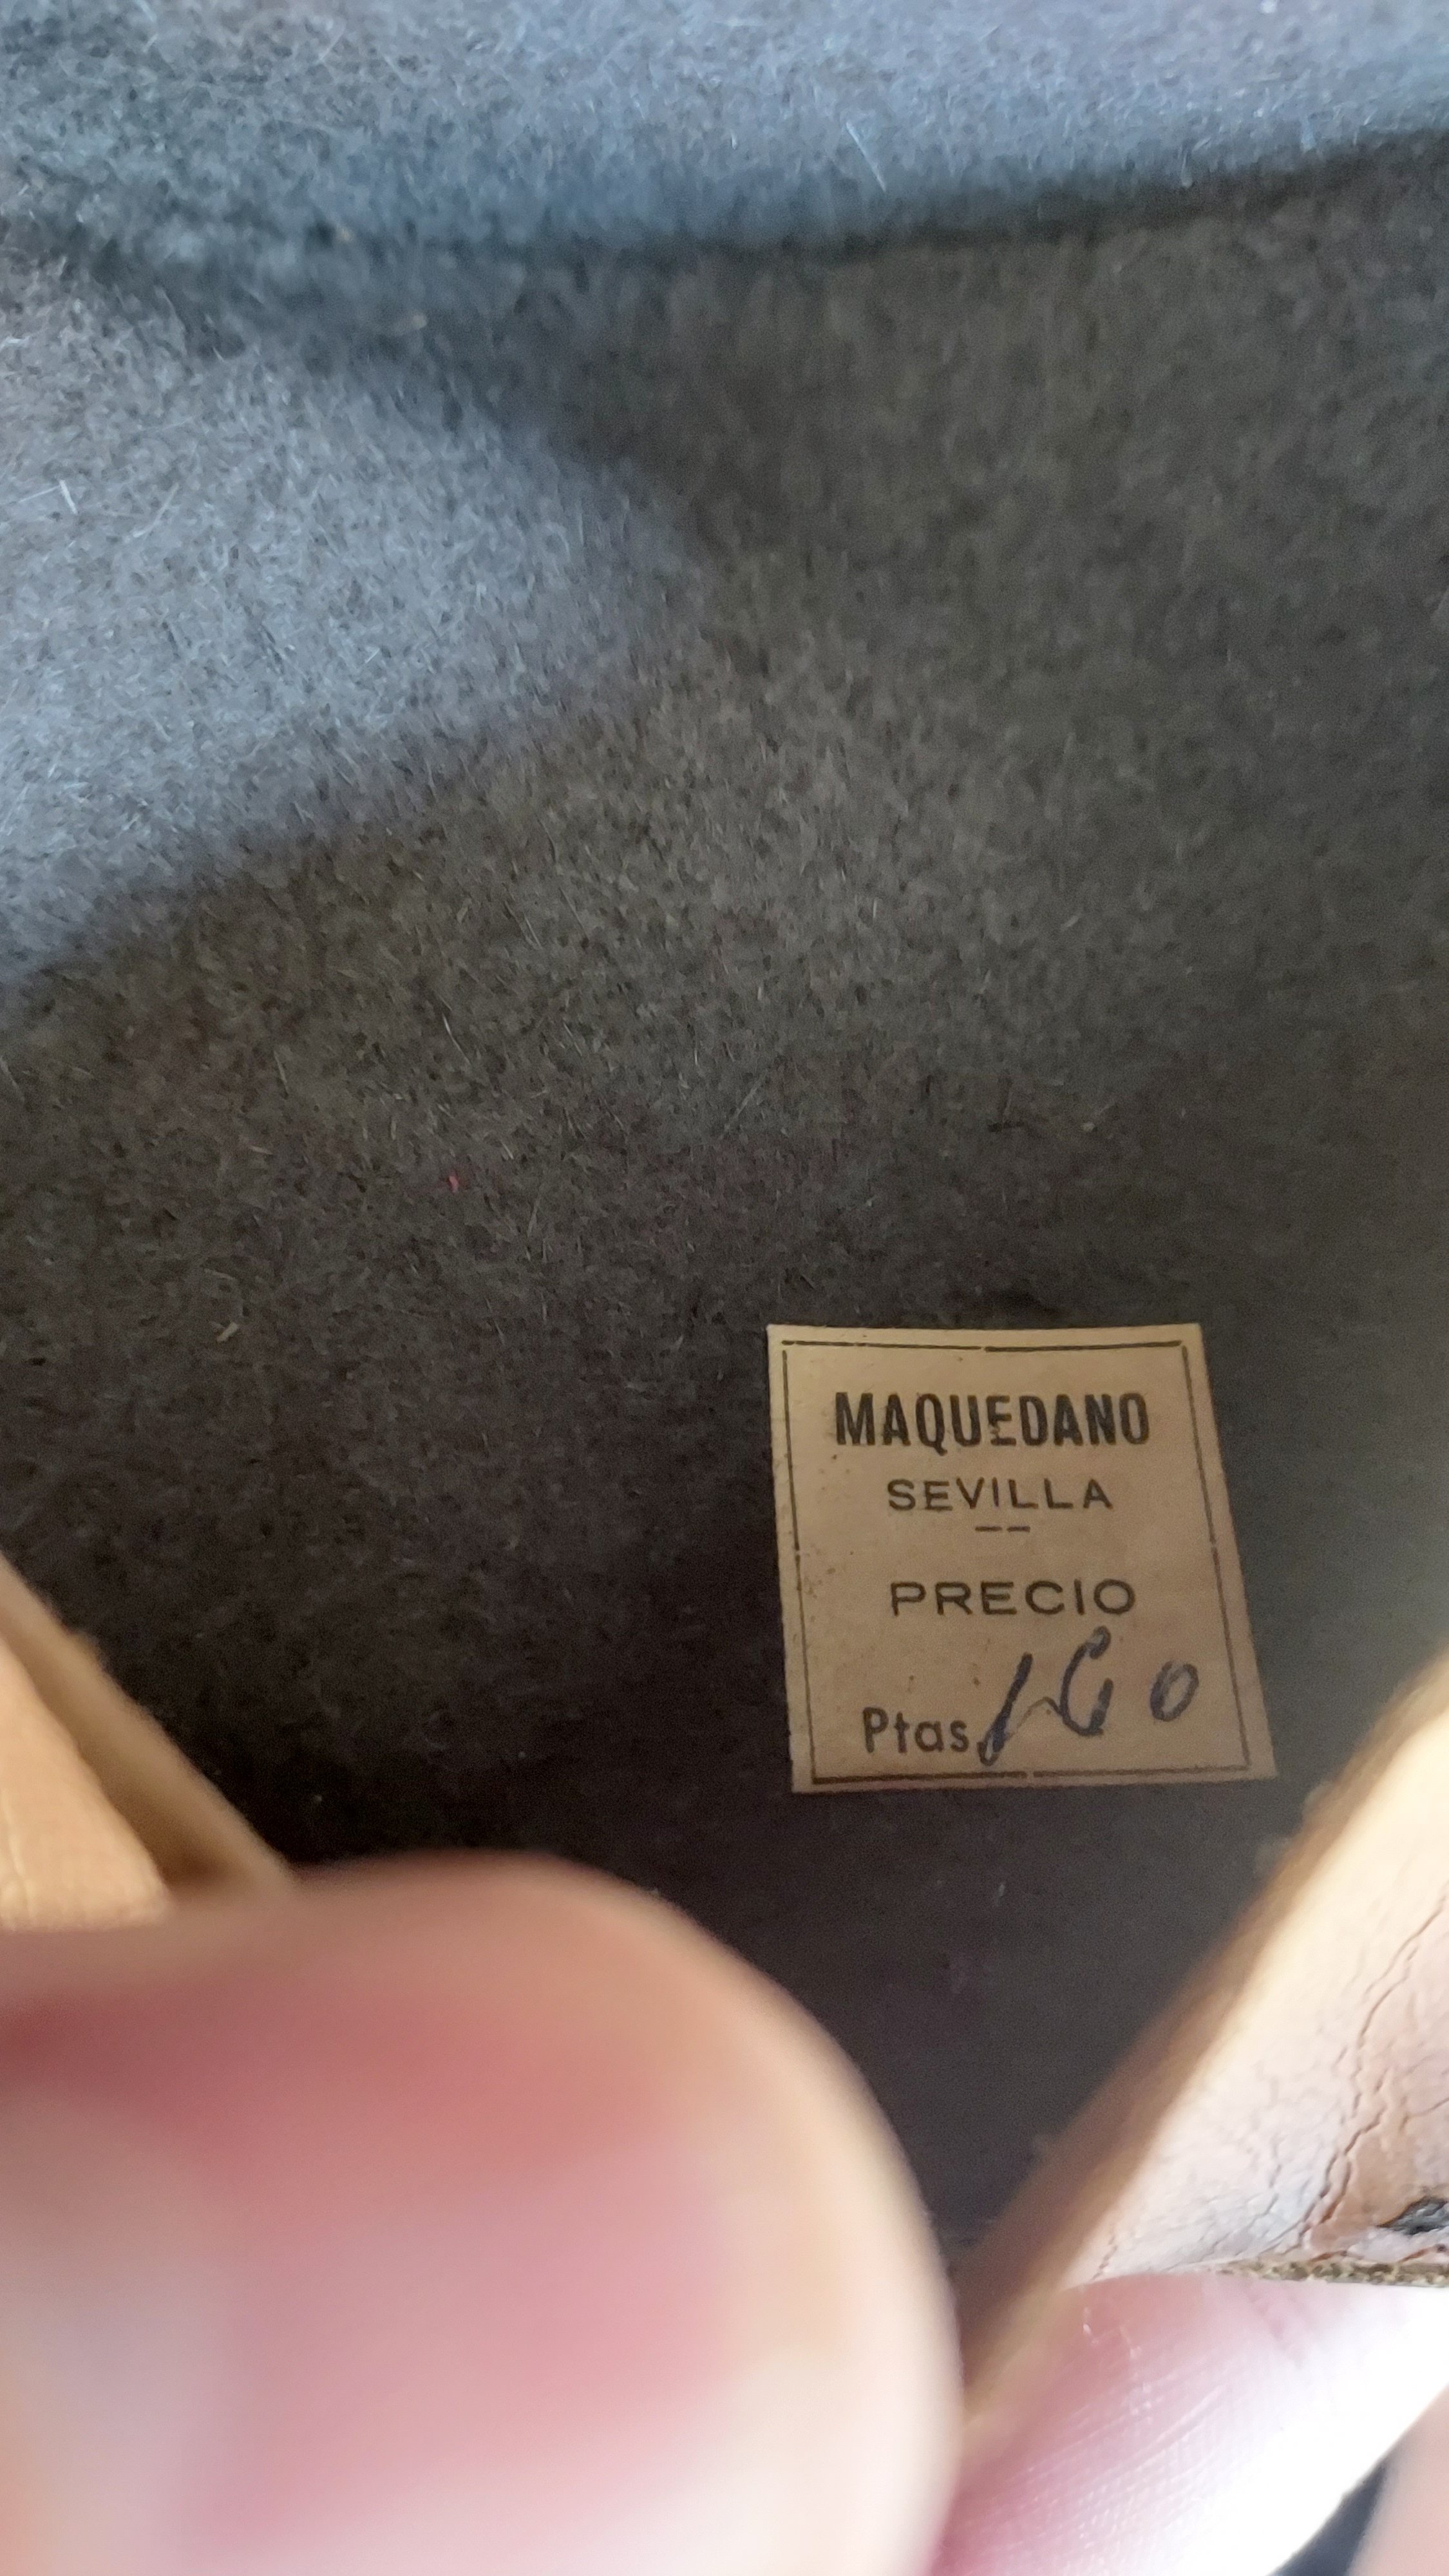 MAQUEDANO
SEVILLA
PRECIO
Ptas. 160